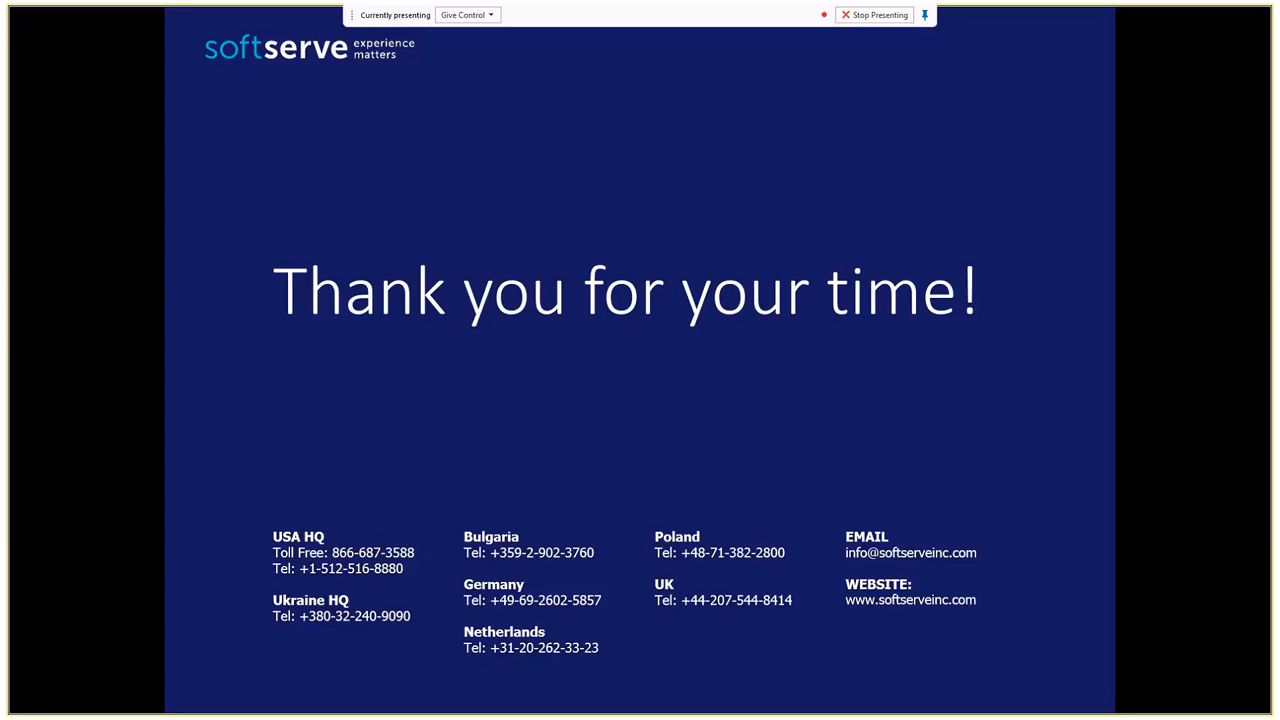 Currently presenting
Give Control
Stop Presenting
softserve experience
matters
Thank you for your time!
USA HQ
Toll Free: 866-687-3588
Tel: +1-512-516-8880
Ukraine HQ
Tel: +380-32-240-9090
Bulgaria
Tel: +359-2-902-3760
Germany
Tel: +49-69-2602-5857
Netherlands
Tel: +31-20-262-33-23
Poland
Tel: +48-71-382-2800
UK
Tel: +44-207-544-8414
EMAIL
info@softserveinc.com
WEBSITE:
www.softserveinc.com